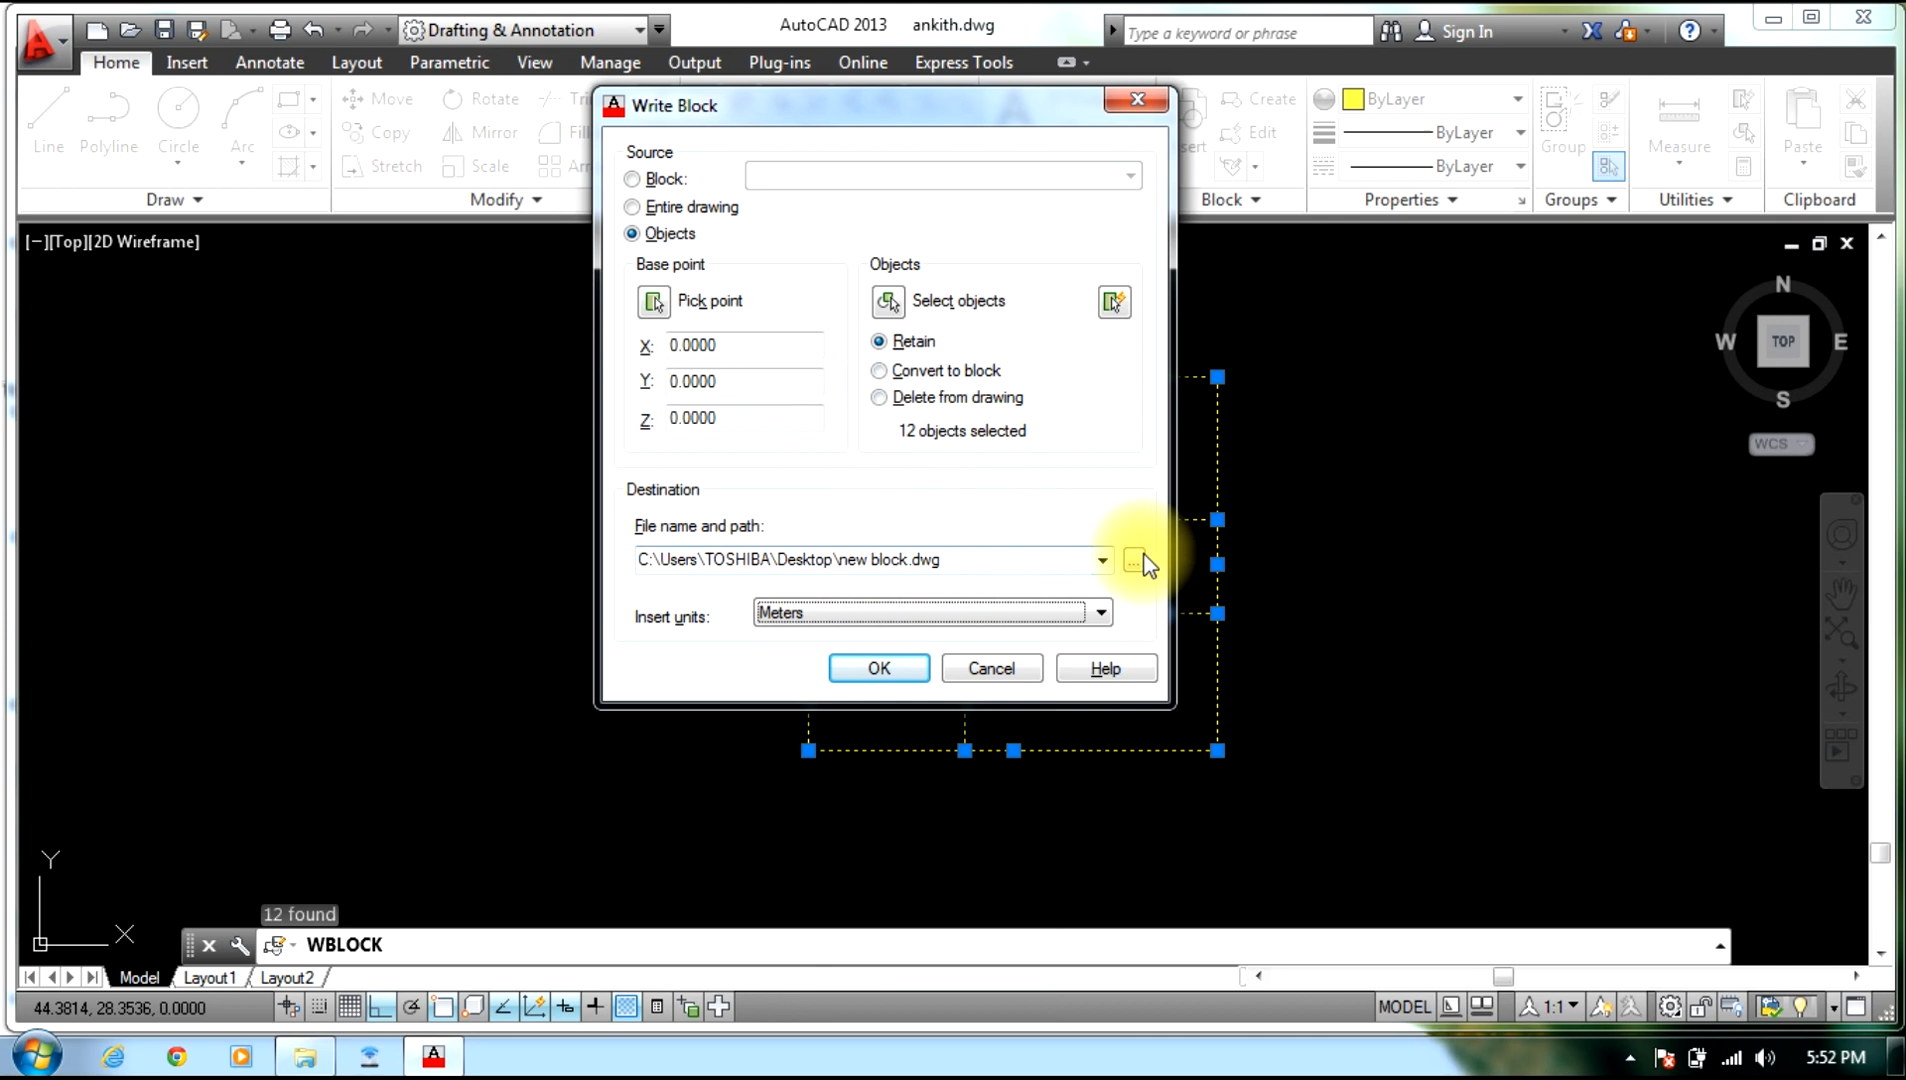 AutoCAD 2013 ankith.dwg
Drafting & Annotation
Type a keyword or phrase
Sign In
Home Insert Annotate Layout Parametric View Manage Output Plug-ins Online Express Tools
Line Polyline Circle Arc
Move Rotate
Copy Mirror
Stretch Scale
Draw Modify
Create
Edit
Block
ByLayer
ByLayer
ByLayer
Properties
Group
Groups
Measure
Utilities
Paste
Clipboard
Write Block
Source
Block:
Entire drawing
Objects
Base point
Pick point
X: 0.0000
Y: 0.0000
Z: 0.0000
Objects
Select objects
Retain
Convert to block
Delete from drawing
12 objects selected
Destination
File name and path:
C:\Users\TOSHIBA\Desktop\new block.dwg
...
Insert units: Meters
OK Cancel Help
[−][Top][2D Wireframe]
N
W TOP E
S
WCS
Y
X
12 found
WBLOCK
Model Layout1 Layout2
44.3814, 28.3536, 0.0000
MODEL
1:1
5:52 PM